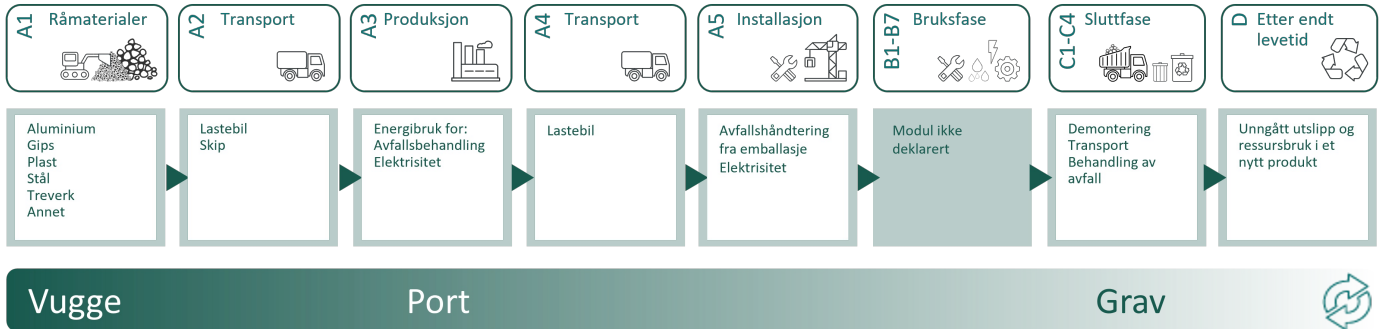 A1 Råmaterialer
A2 Transport
A3 Produksjon
A4 Transport
A5 Installasjon
B1-B7 Bruksfase
C1-C4 Sluttfase
D Etter endt
levetid
Aluminium
Gips
Plast
Stål
Treverk
Annet
Lastebil
Skip
Energibruk for:
Avfallsbehandling
Elektrisitet
Lastebil
Avfallshåndtering
fra emballasje
Elektrisitet
Modul ikke
deklarert
Demontering
Transport
Behandling av
avfall
Unngått utslipp og
ressursbruk i et
nytt produkt
Vugge
Port
Grav